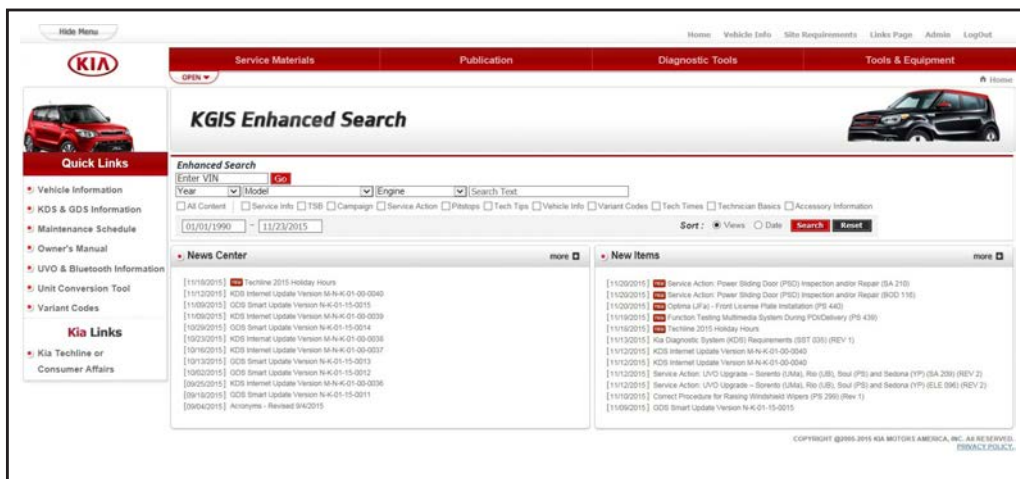 Hide Menu
Home Vehicle Info Site Requirements Links Page Admin LogOut
KIA
Service Materials Publication Diagnostic Tools Tools & Equipment
OPEN
Home
KGIS Enhanced Search
Quick Links
Vehicle Information
KDS & GDS Information
Maintenance Schedule
Owner's Manual
UVO & Bluetooth Information
Unit Conversion Tool
Variant Codes
Kia Links
Kia Techline or
Consumer Affairs
Enhanced Search
Enter VIN Go
Year Model Engine Search Text
All Content Service Info TSB Campaign Service Action Pitstops Tech Tips Vehicle Info Variant Codes Tech Times Technician Basics Accessory Information
01/01/1990 ~ 11/23/2015 Sort : Views Date Search Reset
News Center more
[11/18/2015] new Techline 2015 Holiday Hours
[11/12/2015] KDS Internet Update Version M-N-K-01-00-0040
[11/09/2015] GDS Smart Update Version N-K-01-15-0015
[11/09/2015] KDS Internet Update Version M-N-K-01-00-0039
[10/29/2015] GDS Smart Update Version N-K-01-15-0014
[10/23/2015] KDS Internet Update Version M-N-K-01-00-0038
[10/16/2015] KDS Internet Update Version M-N-K-01-00-0037
[10/13/2015] GDS Smart Update Version N-K-01-15-0013
[10/02/2015] GDS Smart Update Version N-K-01-15-0012
[09/25/2015] KDS Internet Update Version M-N-K-01-00-0036
[09/18/2015] GDS Smart Update Version N-K-01-15-0011
[09/04/2015] Acronyms - Revised 9/4/2015
New Items more
[11/20/2015] new Service Action: Power Sliding Door (PSD) Inspection and/or Repair (SA 210)
[11/20/2015] new Service Action: Power Sliding Door (PSD) Inspection and/or Repair (BOD 116)
[11/20/2015] new Optima (JFa) - Front License Plate Installation (PS 440)
[11/19/2015] new Function Testing Multimedia System During PDI/Delivery (PS 439)
[11/18/2015] new Techline 2015 Holiday Hours
[11/13/2015] Kia Diagnostic System (KDS) Requirements (SST 035) (REV 1)
[11/12/2015] KDS Internet Update Version M-N-K-01-00-0040
[11/12/2015] KDS Internet Update Version M-N-K-01-00-0040
[11/12/2015] Service Action: UVO Upgrade – Sorento (UMa), Rio (UB), Soul (PS) and Sedona (YP) (SA 209) (REV 2)
[11/12/2015] Service Action: UVO Upgrade – Sorento (UMa), Rio (UB), Soul (PS) and Sedona (YP) (ELE 096) (REV 2)
[11/10/2015] Correct Procedure for Raising Windshield Wipers (PS 299) (Rev 1)
[11/09/2015] GDS Smart Update Version N-K-01-15-0015
COPYRIGHT @2005-2015 KIA MOTORS AMERICA, INC. All RESERVED.
PRIVACY POLICY.